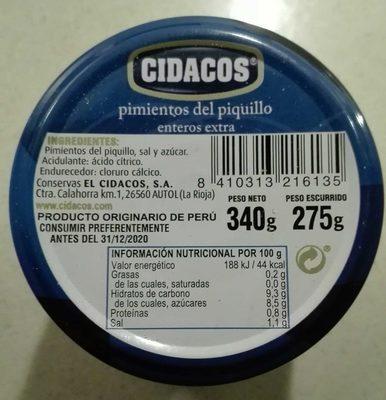 CIDACOS®
pimientos del piquillo
enteros extra
INGREDIENTES:
Pimientos del piquillo, sal y azúcar.
Acidulante: ácido cítrico.
Endurecedor: cloruro cálcico.
Conservas EL CIDACOS, S.A.
Ctra. Calahorra km.1, 26560 AUTOL (La Rioja)
www.cidacos.com
8 410313 216135
PESO NETO PESO ESCURRIDO
340g 275g
PRODUCTO ORIGINARIO DE PERÚ
CONSUMIR PREFERENTEMENTE
ANTES DEL 31/12/2020
INFORMACIÓN NUTRICIONAL POR 100 g
Valor energético 188 kJ / 44 kcal
Grasas 0,2 g
de las cuales, saturadas 0,0 g
Hidratos de carbono 9,3 g
de los cuales, azúcares 8,5 g
Proteínas 0,8 g
Sal 1,1 g